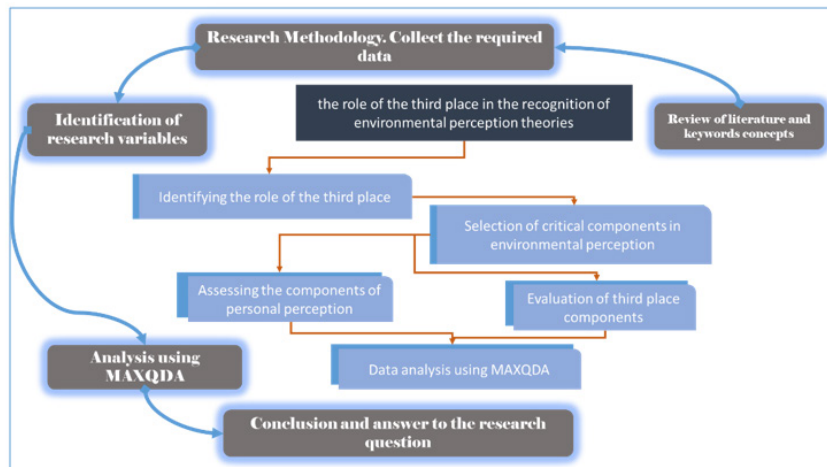 Research Methodology. Collect the required
data
Identification of
research variables
the role of the third place in the recognition of
environmental perception theories
Review of literature and
keywords concepts
Identifying the role of the third place
Selection of critical components in
environmental perception
Assessing the components of
personal perception
Evaluation of third place
components
Analysis using
MAXQDA
Data analysis using MAXQDA
Conclusion and answer to the research
question